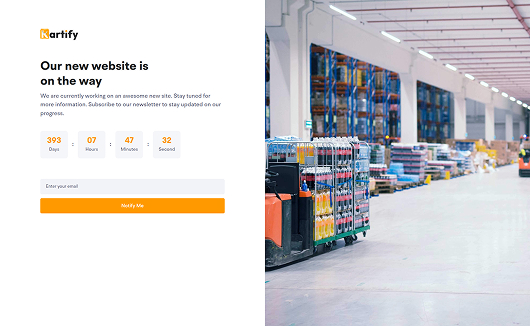 Kartify
Our new website is
on the way
We are currently working on an awesome new site. Stay tuned for
more information. Subscribe to our newsletter to stay updated on our
progress.
393 : 07 : 47 : 32
Days Hours Minutes Second
Enter your email
Notify Me